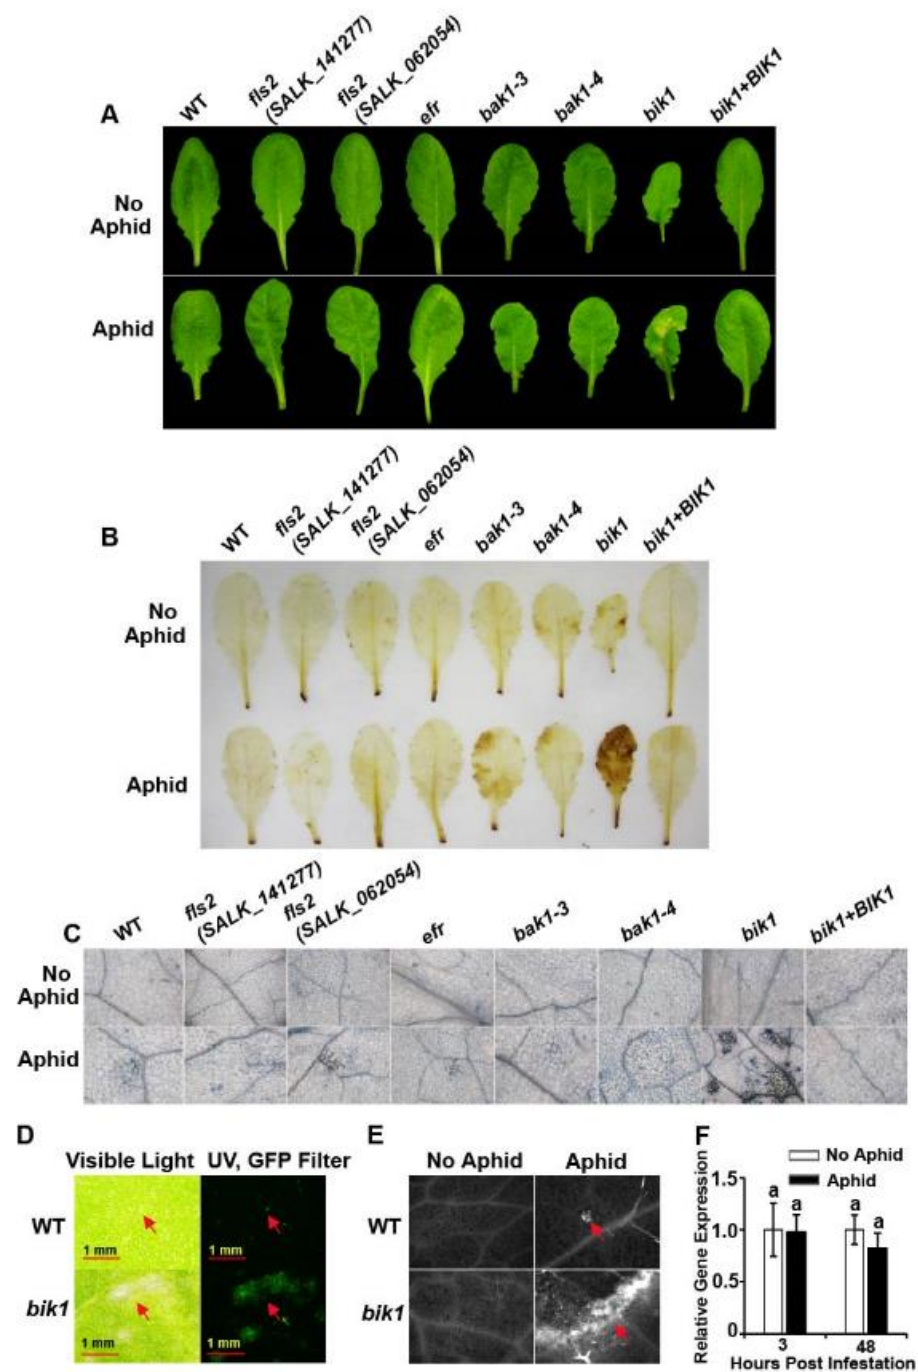 WT
fls2
(SALK_141277)
fls2
(SALK_062054)
efr
bak1-3
bak1-4
bik1
bik1+BIK1
A
No
Aphid
Aphid
WT
fls2
(SALK_141277)
fls2
(SALK_062054)
efr
bak1-3
bak1-4
bik1
bik1+BIK1
B
No
Aphid
Aphid
WT
fls2
(SALK_141277)
fls2
(SALK_062054)
efr
bak1-3
bak1-4
bik1
bik1+BIK1
C
No
Aphid
Aphid
D
Visible Light
UV, GFP Filter
WT
1 mm
1 mm
bik1
1 mm
1 mm
E
No Aphid
Aphid
WT
bik1
F
No Aphid
Aphid
Relative Gene Expression
1.5
1.0
0.5
0
a
a
a
a
3
48
Hours Post Infestation